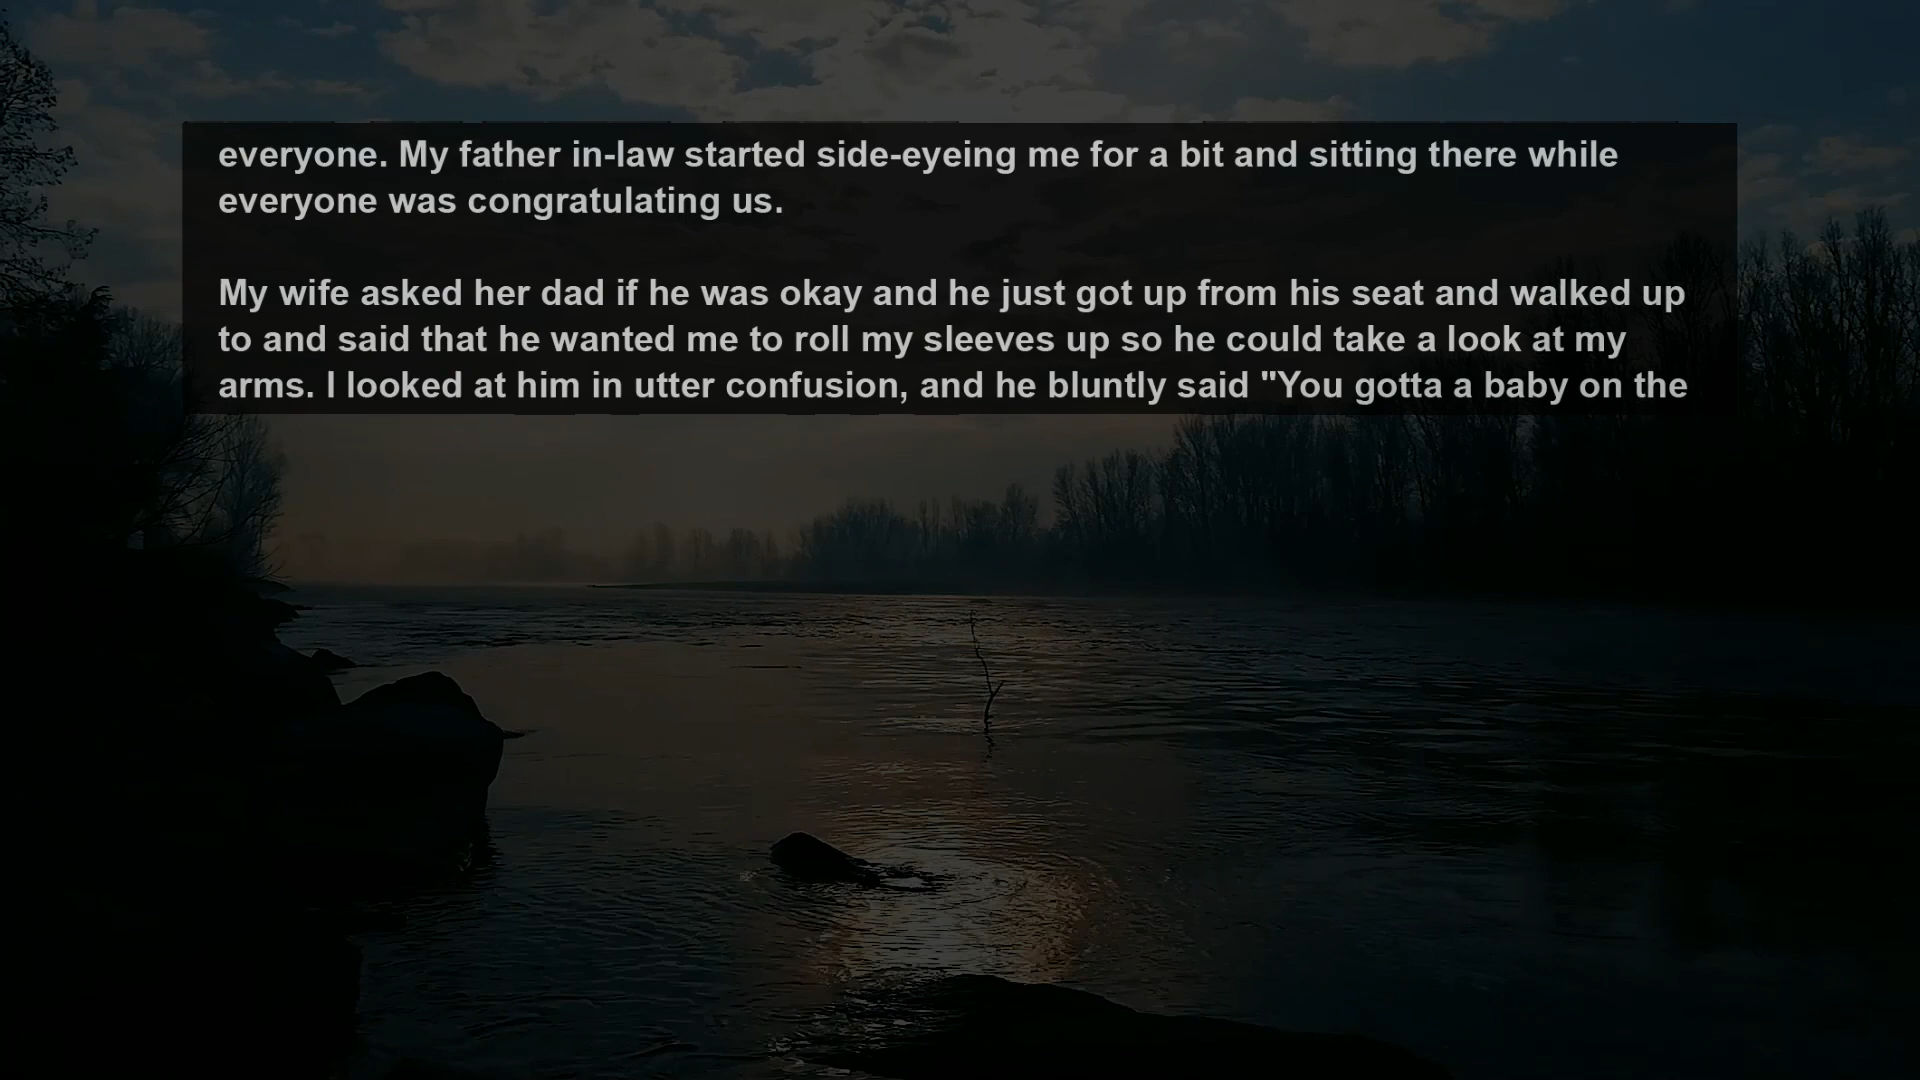 everyone. My father in-law started side-eyeing me for a bit and sitting there while
everyone was congratulating us.
My wife asked her dad if he was okay and he just got up from his seat and walked up
to and said that he wanted me to roll my sleeves up so he could take a look at my
arms. I looked at him in utter confusion, and he bluntly said "You gotta a baby on the